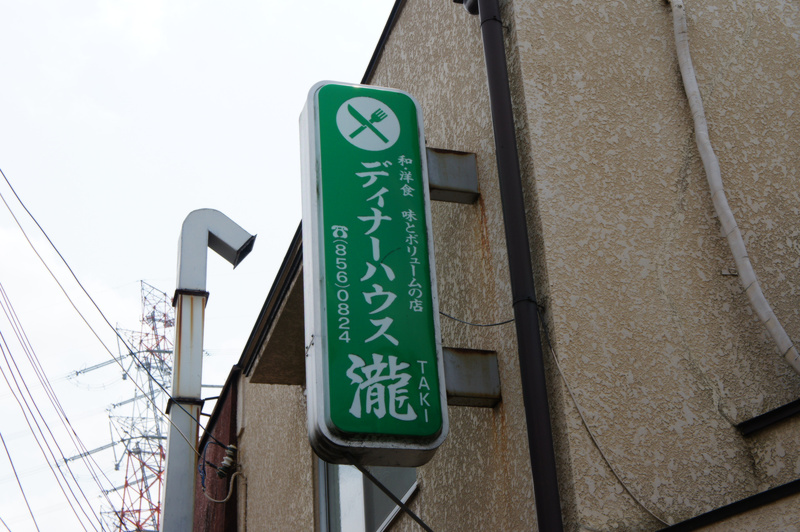 和・洋食 味とボリュームの店
ディナーハウス
☎(856)0824
瀧
TAKI